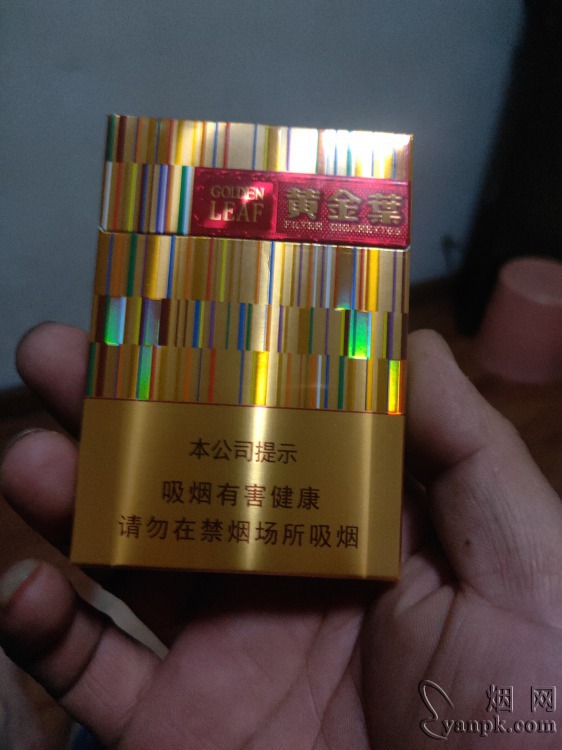 GOLDEN
LEAF
黄金葉
FILTER CIGARETTES
本公司提示
吸烟有害健康
请勿在禁烟场所吸烟
烟网
yanpk.com